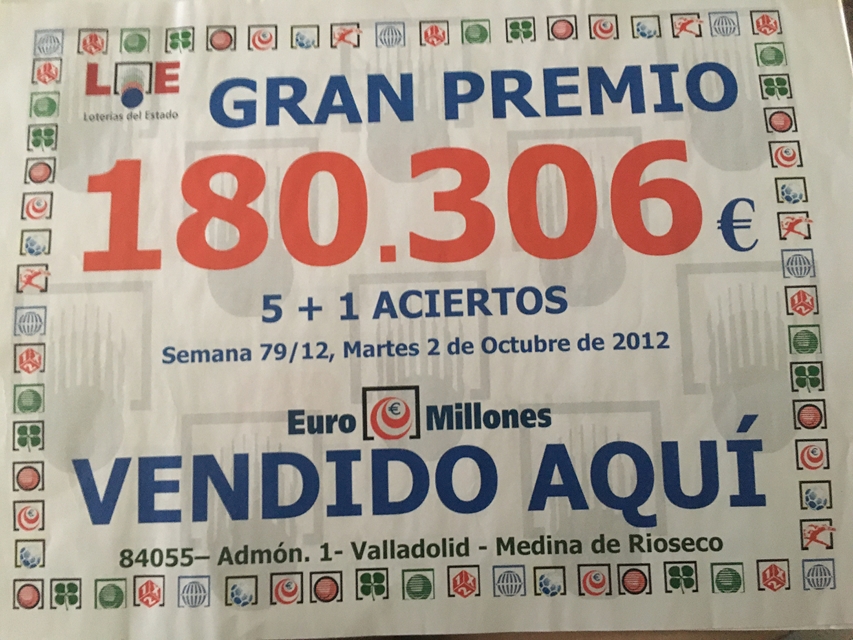 LAE
Loterías del Estado
GRAN PREMIO
180.306 €
5 + 1 ACIERTOS
Semana 79/12, Martes 2 de Octubre de 2012
Euro Millones
VENDIDO AQUÍ
84055– Admón. 1- Valladolid - Medina de Rioseco